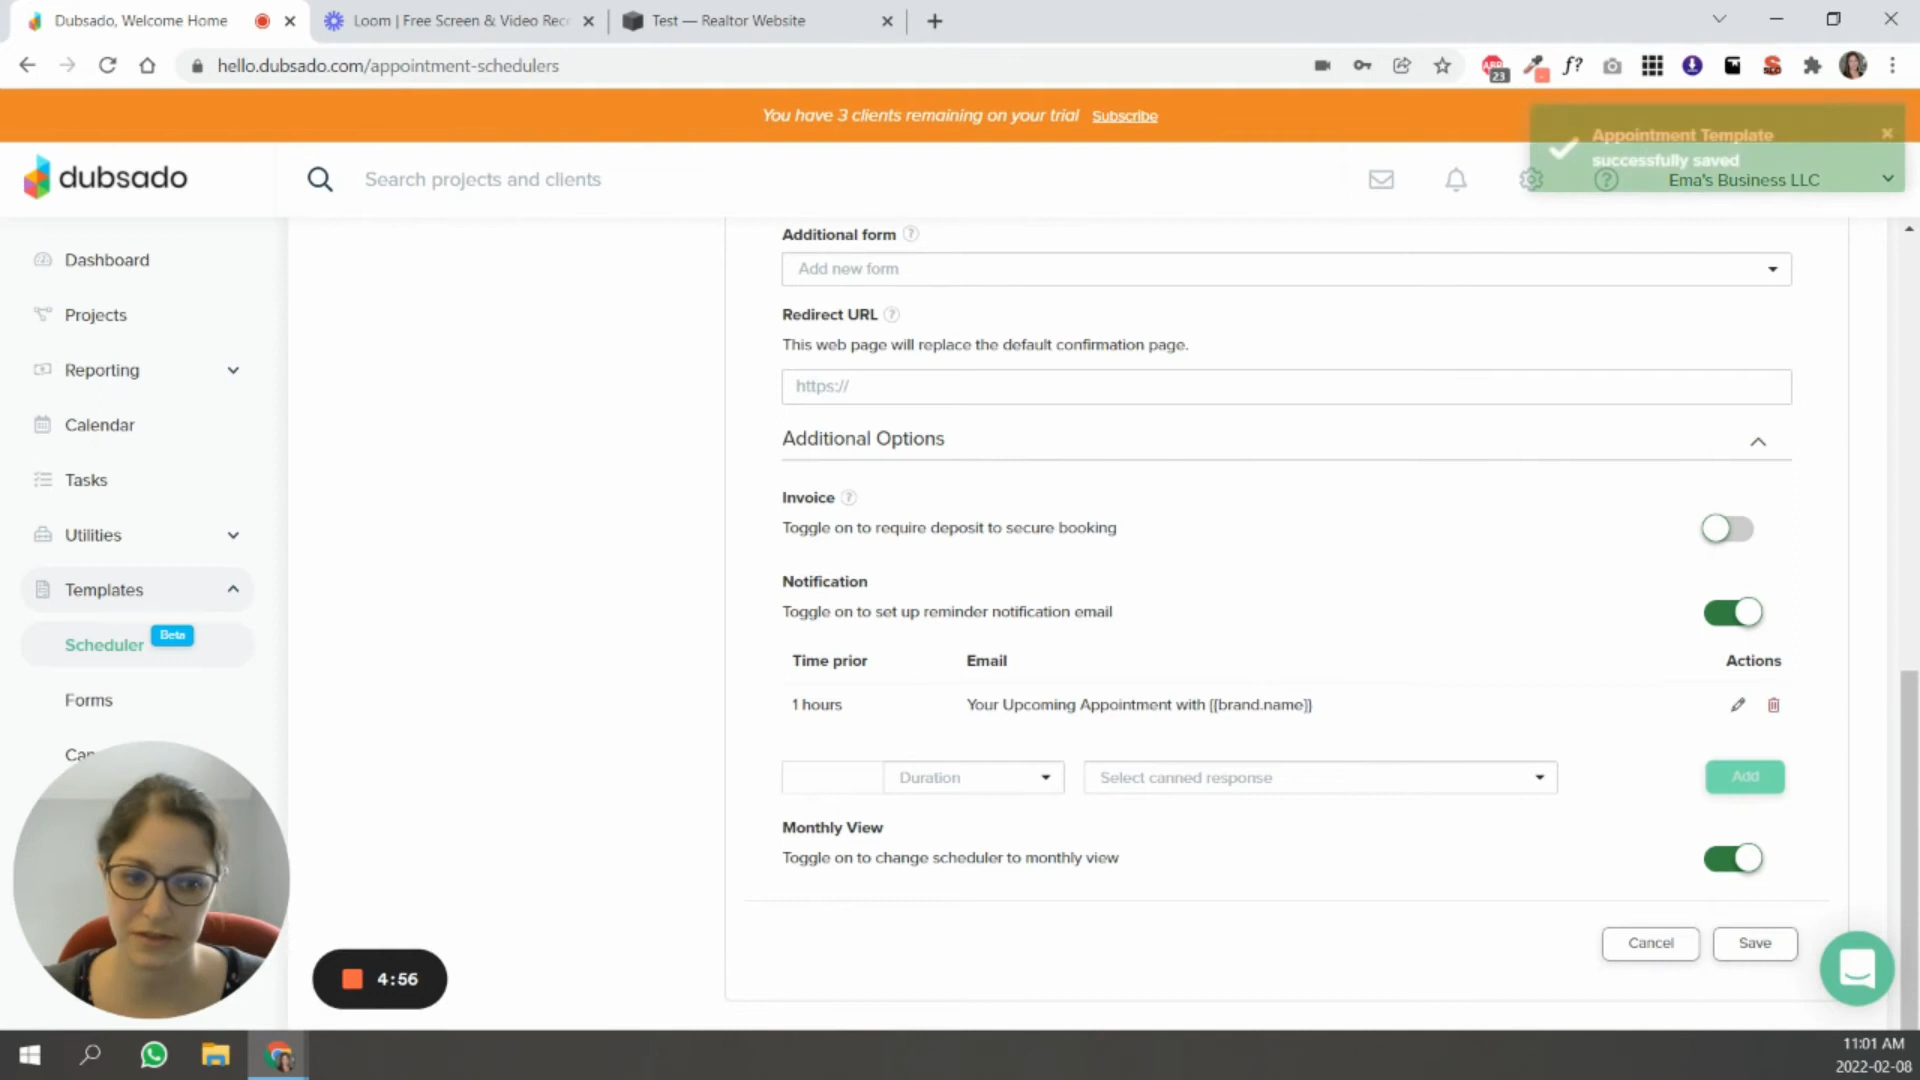 Dubsado, Welcome Home
Loom | Free Screen & Video Rec
Test — Realtor Website
hello.dubsado.com/appointment-schedulers
23
f?
You have 3 clients remaining on your trial Subscribe
Appointment Template
successfully saved
dubsado
Search projects and clients
Ema's Business LLC
Dashboard
Projects
Reporting
Calendar
Tasks
Utilities
Templates
Scheduler
Beta
Forms
Additional form
Add new form
Redirect URL
This web page will replace the default confirmation page.
https://
Additional Options
Invoice
Toggle on to require deposit to secure booking
Notification
Toggle on to set up reminder notification email
Time prior Email Actions
1 hours Your Upcoming Appointment with {{brand.name}}
Duration Select canned response Add
Monthly View
Toggle on to change scheduler to monthly view
Cancel Save
4:56
11:01 AM
2022-02-08